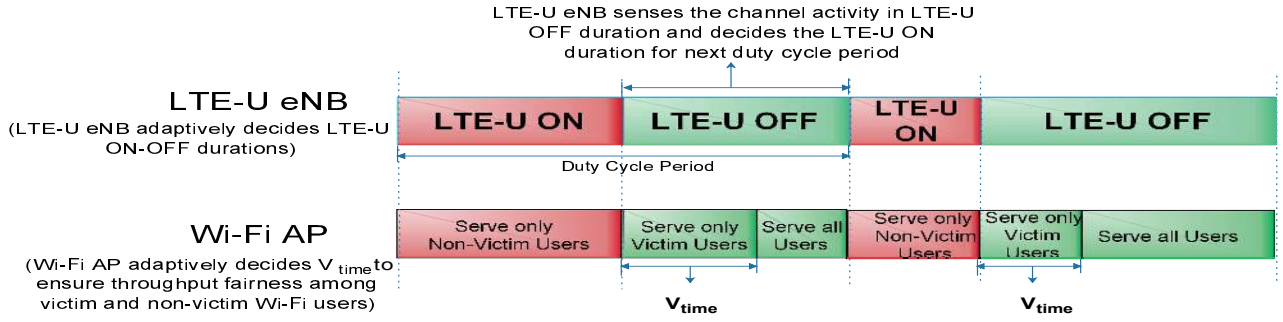 LTE-U eNB senses the channel activity in LTE-U
OFF duration and decides the LTE-U ON
duration for next duty cycle period
LTE-U eNB
(LTE-U eNB adaptively decides LTE-U
ON-OFF durations)
LTE-U ON
LTE-U OFF
LTE-U
ON
LTE-U OFF
Duty Cycle Period
Wi-Fi AP
(Wi-Fi AP adaptively decides Vtime to
ensure throughput fairness among
victim and non-victim Wi-Fi users)
Serve only
Non-Victim Users
Serve only
Victim Users
Serve all
Users
Serve only
Non-Victim
Users
Serve only
Victim
Users
Serve all Users
Vtime
Vtime